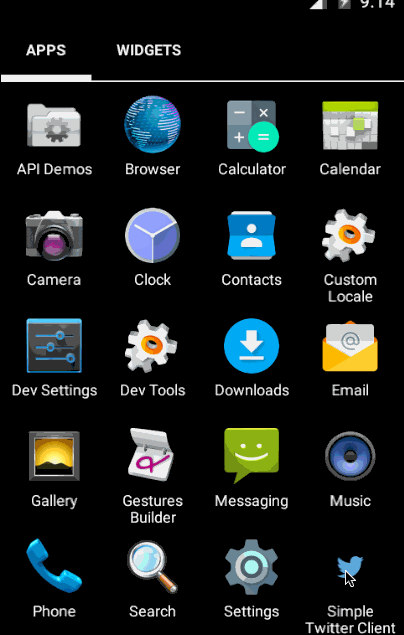 9:14
APPS WIDGETS
API Demos Browser Calculator Calendar
Camera Clock Contacts Custom
Locale
Dev Settings Dev Tools Downloads Email
Gallery Gestures Messaging Music
Builder
Phone Search Settings Simple
Twitter Client